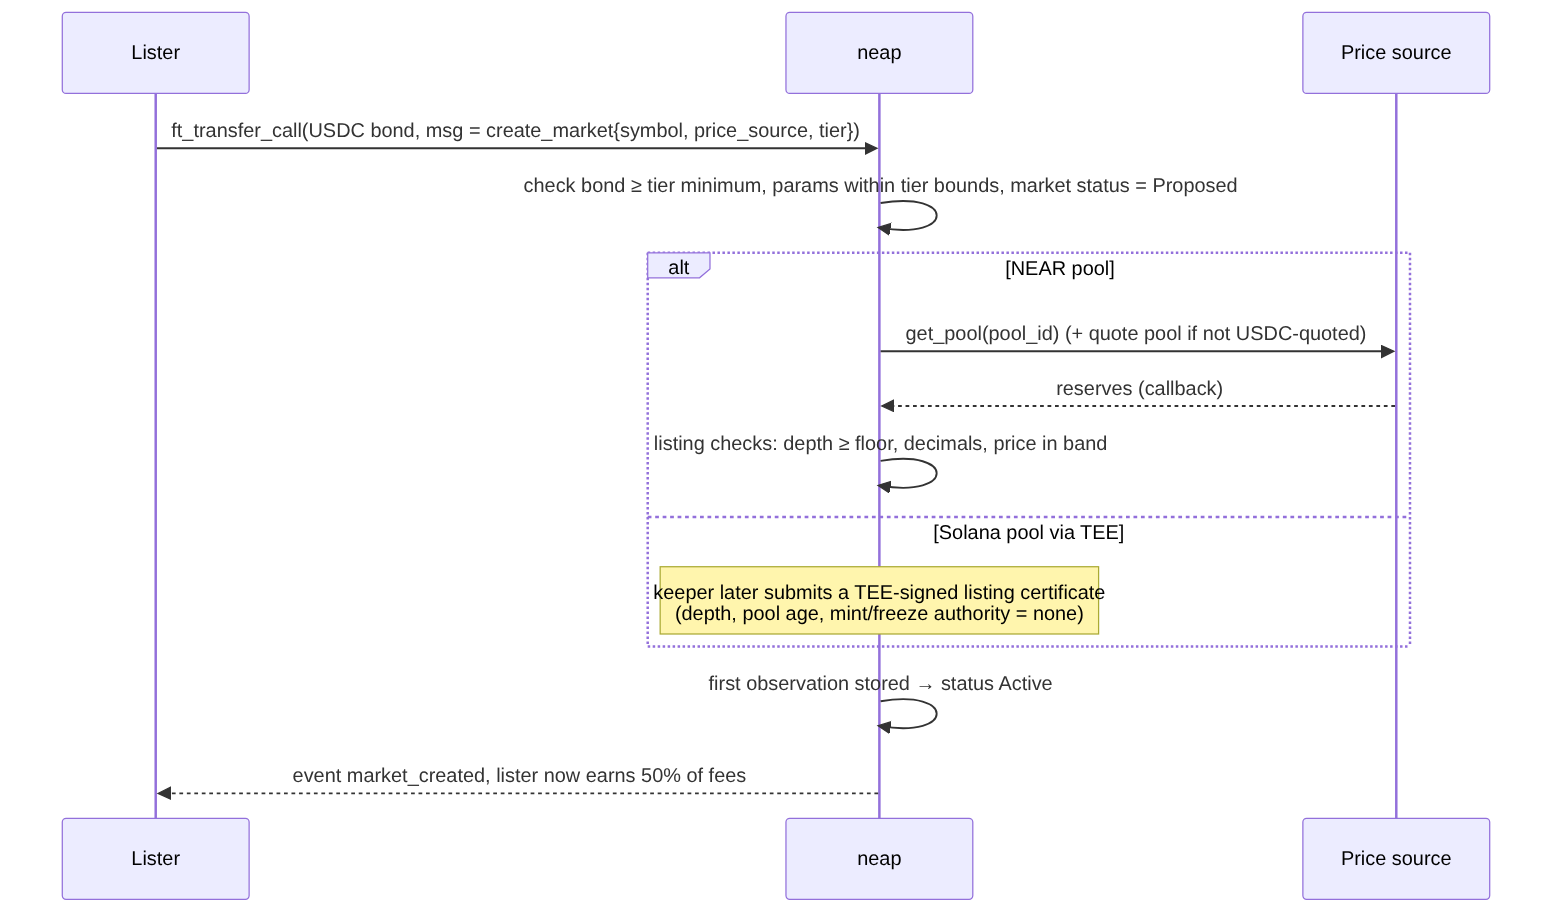 Lister
neap
Price source
ft_transfer_call(USDC bond, msg = create_market{symbol, price_source, tier})
check bond ≥ tier minimum, params within tier bounds, market status = Proposed
alt
[NEAR pool]
get_pool(pool_id) (+ quote pool if not USDC-quoted)
reserves (callback)
listing checks: depth ≥ floor, decimals, price in band
[Solana pool via TEE]
keeper later submits a TEE-signed listing certificate
(depth, pool age, mint/freeze authority = none)
first observation stored → status Active
event market_created, lister now earns 50% of fees
Lister
neap
Price source